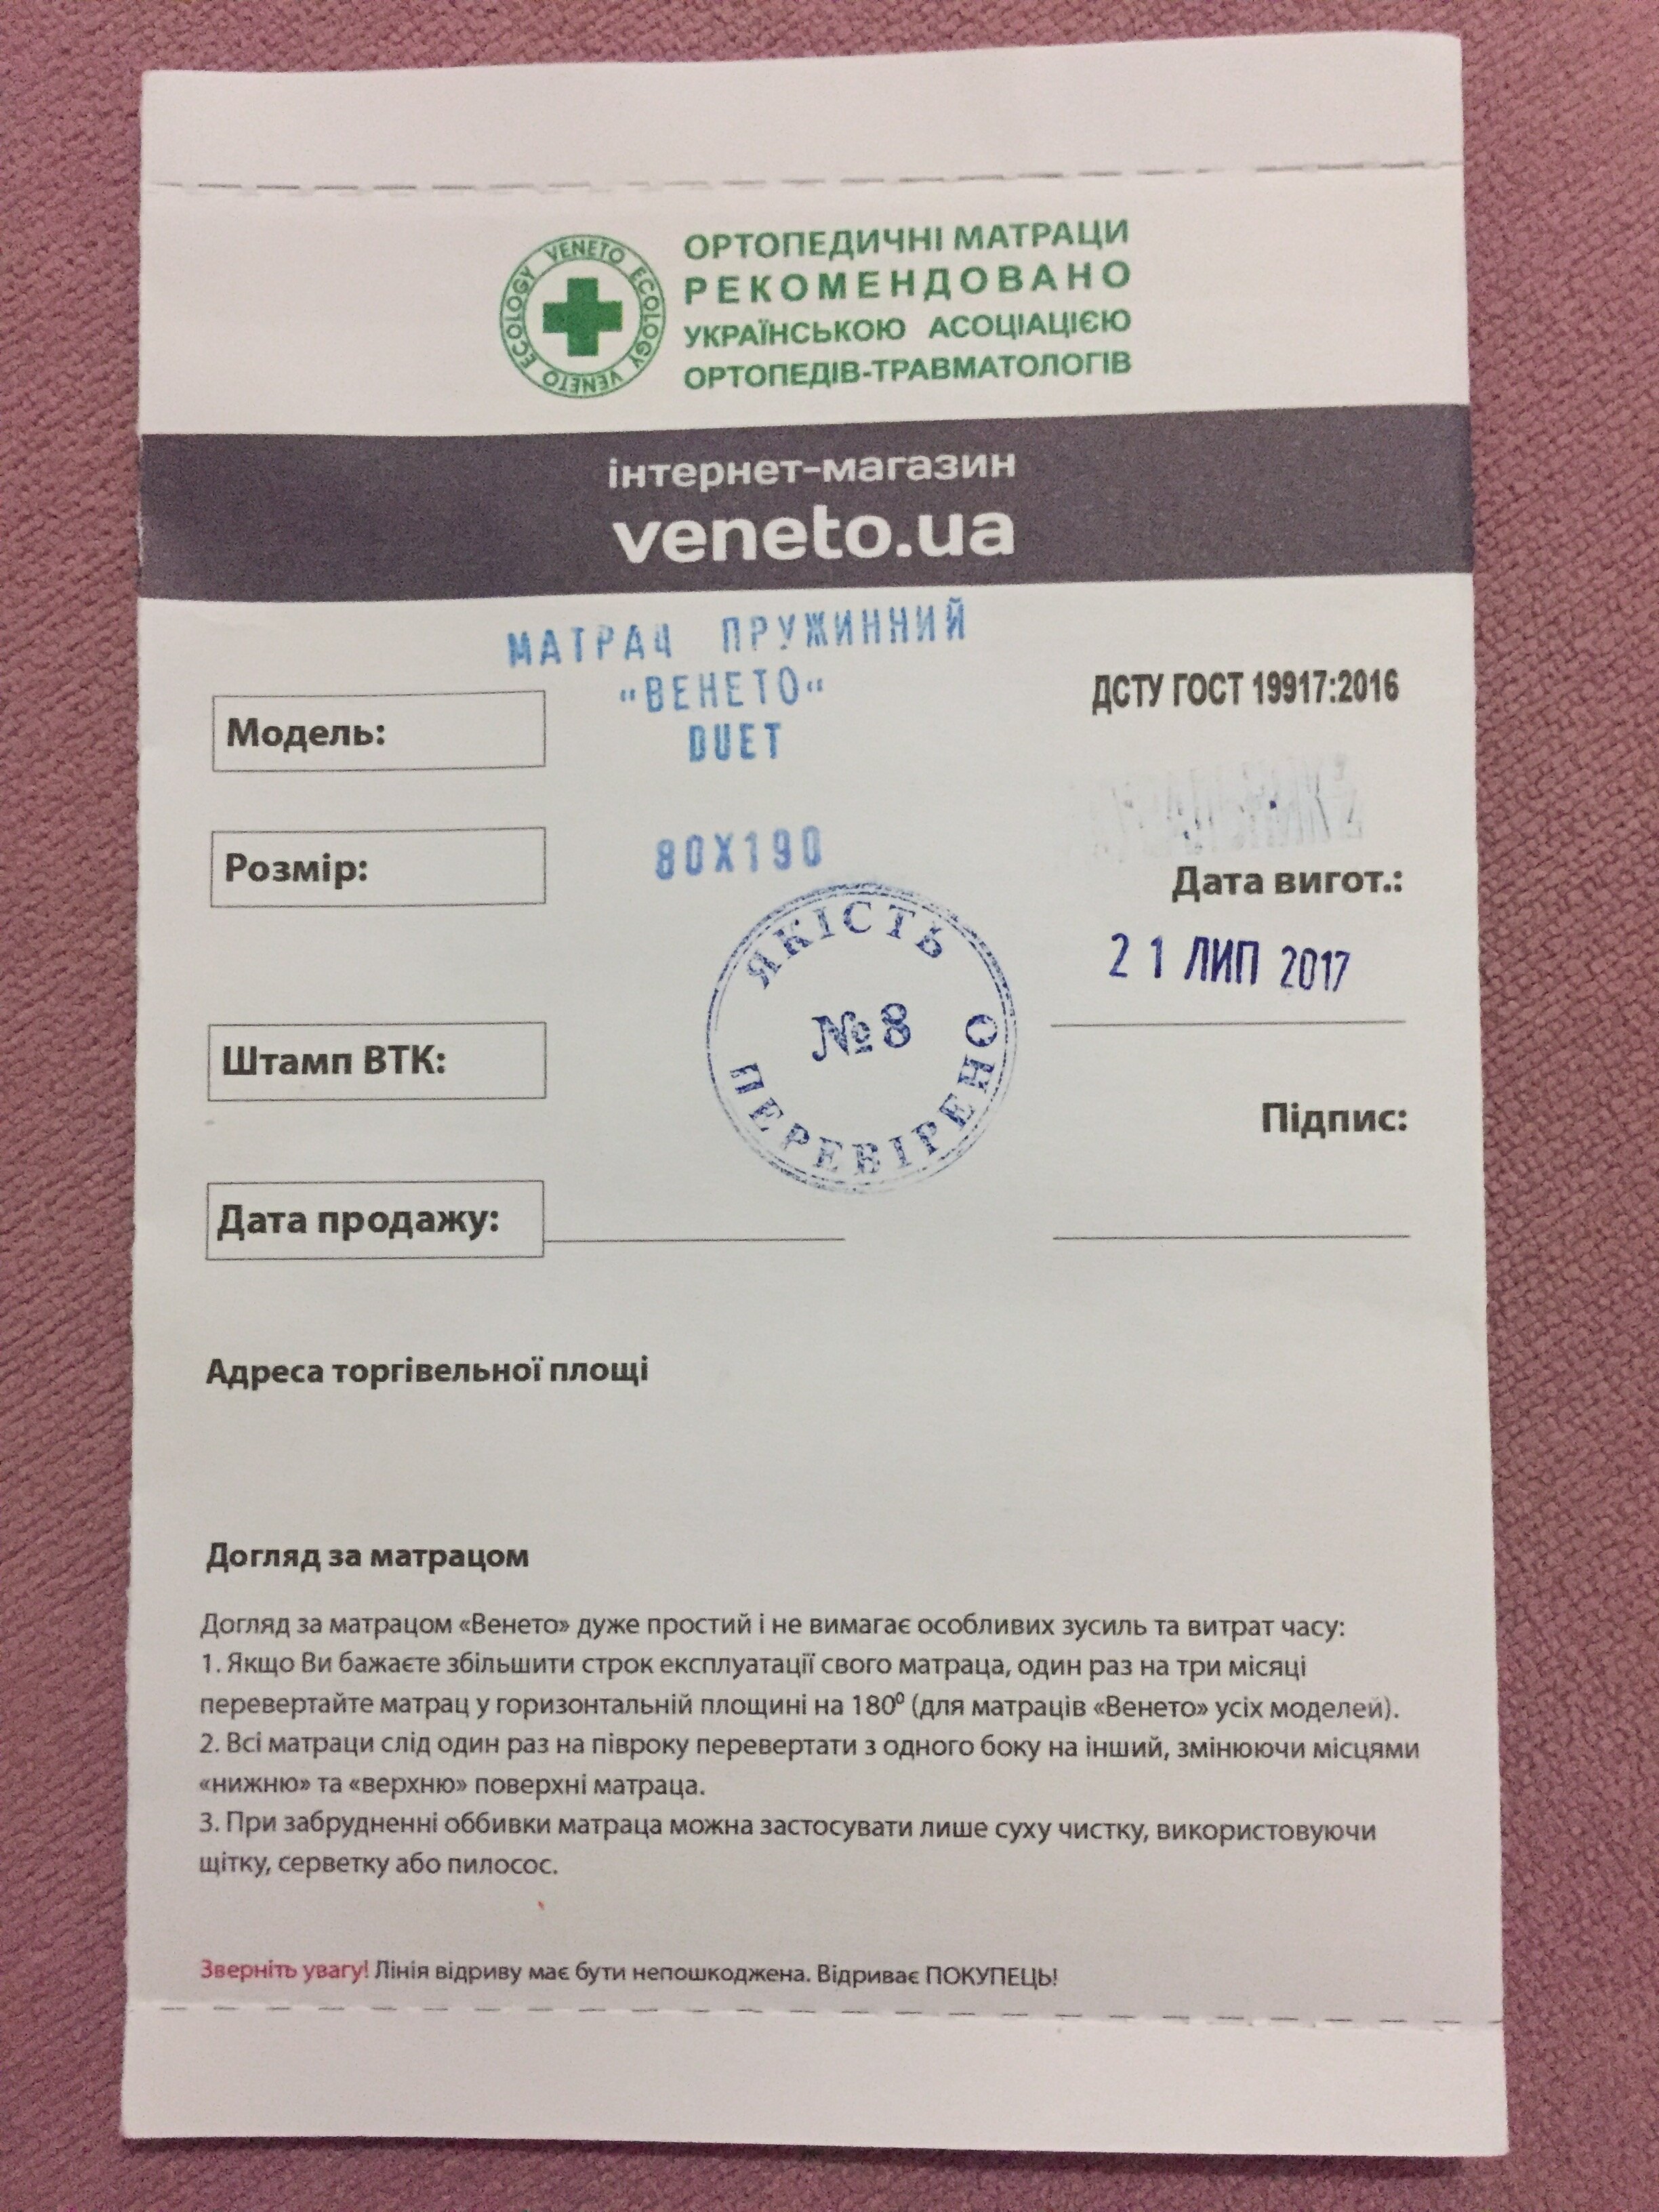 VENETO ECOLOGY VENETO ECOLOGY
ОРТОПЕДИЧНІ МАТРАЦИ
РЕКОМЕНДОВАНО
УКРАЇНСЬКОЮ АСОЦІАЦІЄЮ
ОРТОПЕДІВ-ТРАВМАТОЛОГІВ
інтернет-магазин
veneto.ua
МАТРАЦ ПРУЖИННИЙ
"ВЕНЕТО"
DUET
ДСТУ ГОСТ 19917:2016
Модель:
Розмір:
80X190
Дата вигот.:
21 ЛИП 2017
ЯКІСТЬ
№8
ПЕРЕВІРЕНО
Штамп ВТК:
Підпис:
Дата продажу:
Адреса торгівельної площі
Догляд за матрацом
Догляд за матрацом «Венето» дуже простий і не вимагає особливих зусиль та витрат часу:
1. Якщо Ви бажаєте збільшити строк експлуатації свого матраца, один раз на три місяці
перевертайте матрац у горизонтальній площині на 180⁰ (для матраців «Венето» усіх моделей).
2. Всі матраци слід один раз на півроку перевертати з одного боку на інший, змінюючи місцями
«нижню» та «верхню» поверхні матраца.
3. При забрудненні оббивки матраца можна застосувати лише суху чистку, використовуючи
щітку, серветку або пилосос.
Зверніть увагу! Лінія відриву має бути непошкоджена. Відриває ПОКУПЕЦЬ!